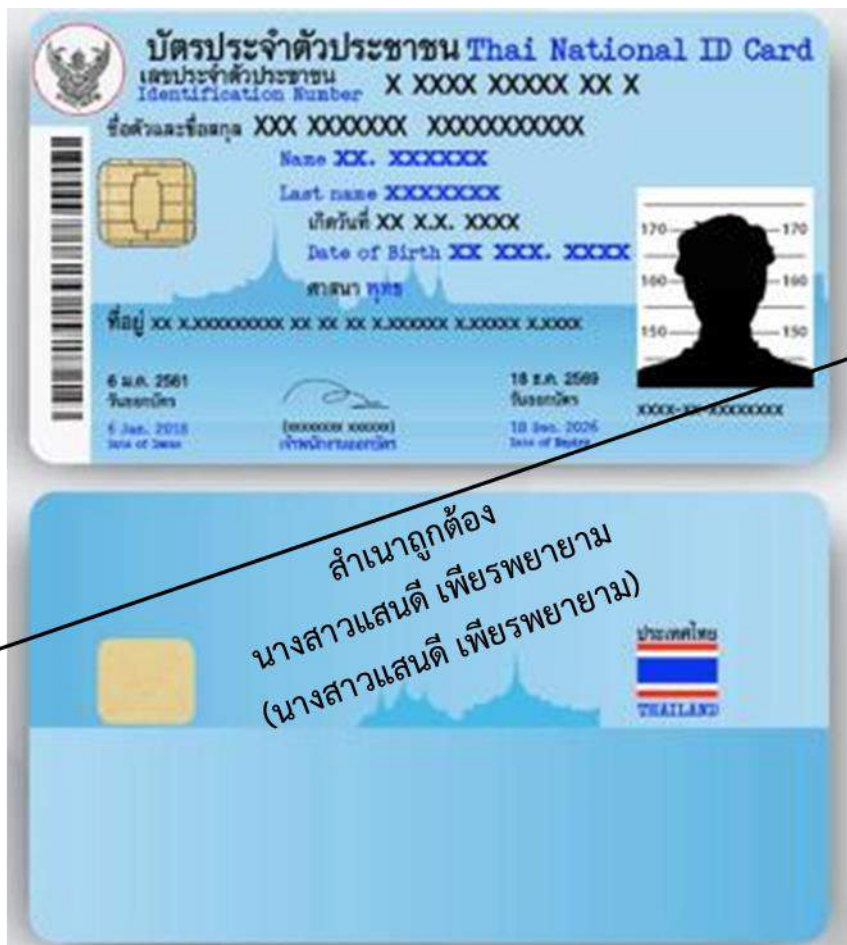 บัตรประจำตัวประชาชน Thai National ID Card
เลขประจำตัวประชาชน X XXXX XXXXX XX X
Identification Number
ชื่อตัวและชื่อสกุล XXX XXXXXXX XXXXXXXXXXX
Name XX. XXXXXX
Last name XXXXXXX
เกิดวันที่ XX X.X. XXXX
Date of Birth XX XXX. XXXX
ศาสนา พุทธ
ที่อยู่ xx x.xxxxxxxxx xx xx xx x.xxxxxx x.xxxxx x.xxxx
170 170
160 160
150 150
6 ม.ค. 2561 18 ธ.ค. 2569
วันออกบัตร (xxxxxxx xxxxx) วันออกบัตร xxxx-xx-xxxxxxxx
6 Jan. 2018 เจ้าพนักงานออกบัตร 18 Dec. 2026
Date of Issue Date of Expiry
สำเนาถูกต้อง
นางสาวแสนดี เพียรพยายาม
(นางสาวแสนดี เพียรพยายาม)
ประเทศไทย
THAILAND